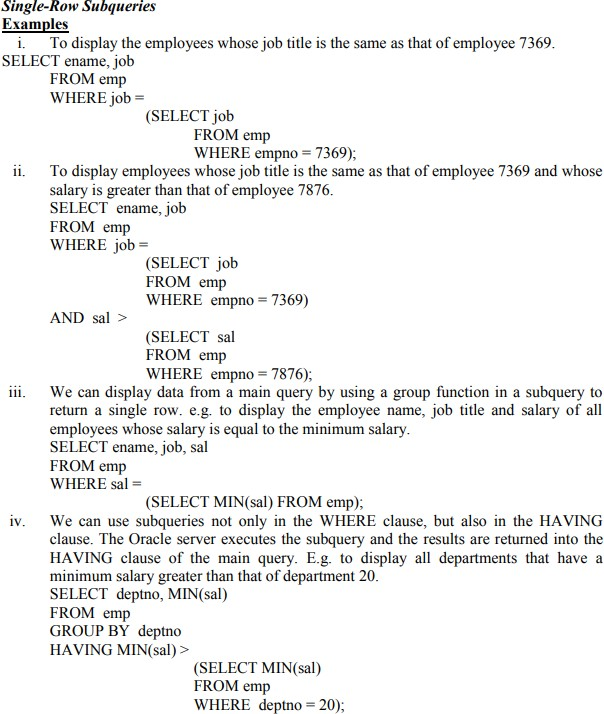 Single-Row Subqueries
Examples
i. To display the employees whose job title is the same as that of employee 7369.
SELECT ename, job
FROM emp
WHERE job =
(SELECT job
FROM emp
WHERE empno = 7369);
ii. To display employees whose job title is the same as that of employee 7369 and whose
salary is greater than that of employee 7876.
SELECT ename, job
FROM emp
WHERE job =
(SELECT job
FROM emp
WHERE empno = 7369)
AND sal >
(SELECT sal
FROM emp
WHERE empno = 7876);
iii. We can display data from a main query by using a group function in a subquery to
return a single row. e.g. to display the employee name, job title and salary of all
employees whose salary is equal to the minimum salary.
SELECT ename, job, sal
FROM emp
WHERE sal =
(SELECT MIN(sal) FROM emp);
iv. We can use subqueries not only in the WHERE clause, but also in the HAVING
clause. The Oracle server executes the subquery and the results are returned into the
HAVING clause of the main query. E.g. to display all departments that have a
minimum salary greater than that of department 20.
SELECT deptno, MIN(sal)
FROM emp
GROUP BY deptno
HAVING MIN(sal) >
(SELECT MIN(sal)
FROM emp
WHERE deptno = 20);